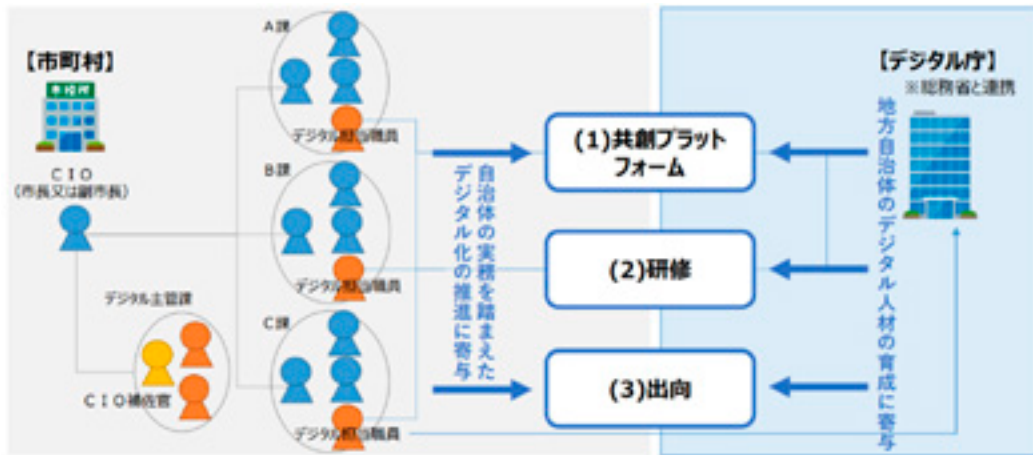 【市町村】
市役所
CIO
(市長又は副市長)
デジタル主管課
CIO補佐官
A課
デジタル担当職員
B課
デジタル担当職員
C課
デジタル担当職員
自治体の実務を踏まえた
デジタル化の推進に寄与
(1)共創プラット
フォーム
(2)研修
(3)出向
【デジタル庁】
※総務省と連携
地方自治体のデジタル人材の育成に寄与